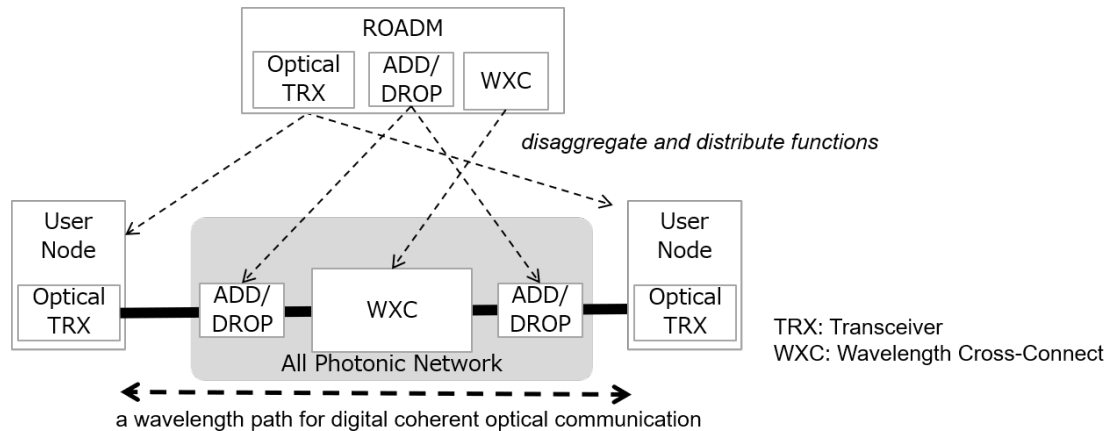 ROADM
Optical
TRX
ADD/
DROP
WXC
disaggregate and distribute functions
User
Node
Optical
TRX
ADD/
DROP
WXC
ADD/
DROP
User
Node
Optical
TRX
All Photonic Network
TRX: Transceiver
WXC: Wavelength Cross-Connect
a wavelength path for digital coherent optical communication